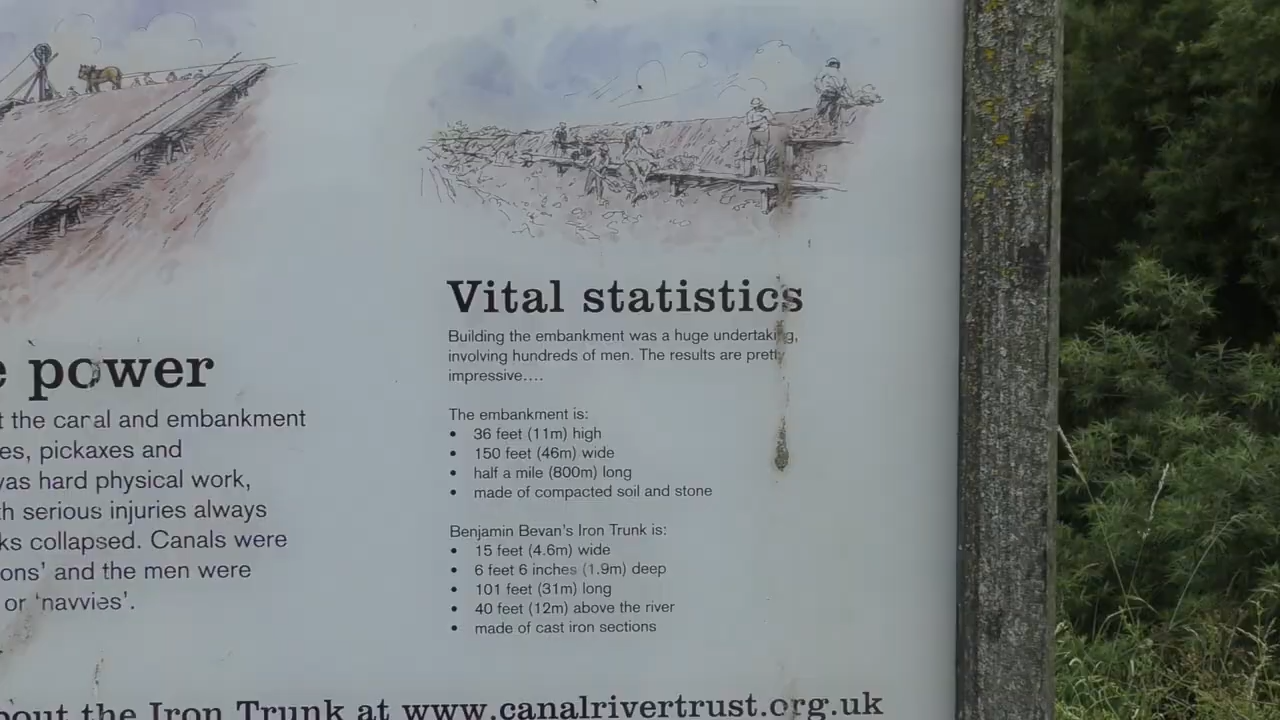 e power
t the canal and embankment
es, pickaxes and
was hard physical work,
th serious injuries always
ks collapsed. Canals were
ons' and the men were
or 'navvies'.
Vital statistics
Building the embankment was a huge undertaking,
involving hundreds of men. The results are pretty
impressive....
The embankment is:
• 36 feet (11m) high
• 150 feet (46m) wide
• half a mile (800m) long
• made of compacted soil and stone
Benjamin Bevan's Iron Trunk is:
• 15 feet (4.6m) wide
• 6 feet 6 inches (1.9m) deep
• 101 feet (31m) long
• 40 feet (12m) above the river
• made of cast iron sections
bout the Iron Trunk at www.canalrivertrust.org.uk